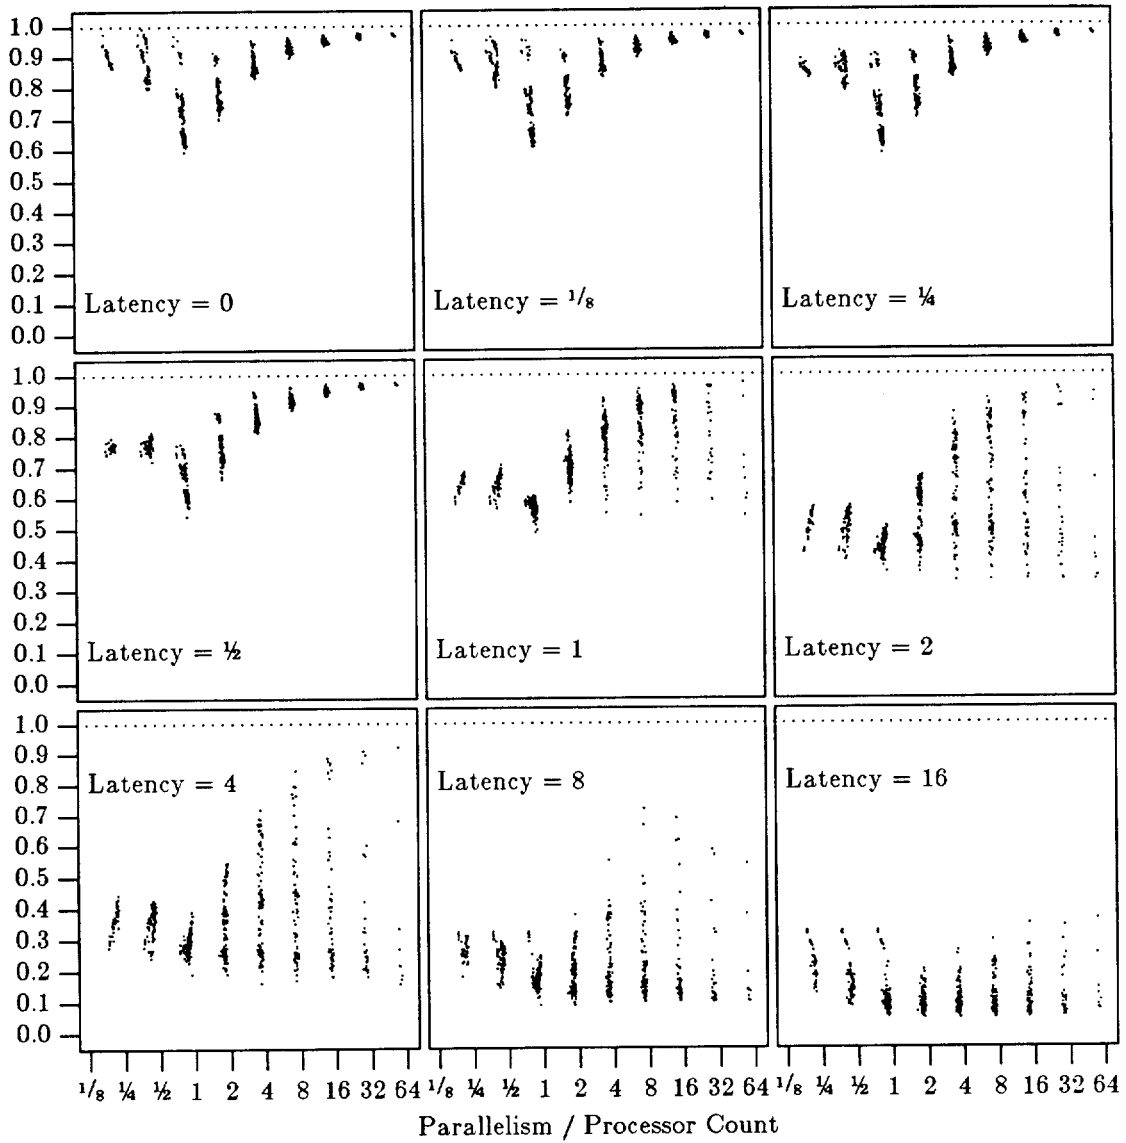 1.0
0.9
0.8
0.7
0.6
0.5
0.4
0.3
0.2
0.1
0.0
Latency = 0
Latency = 1/8
Latency = ¼
1.0
0.9
0.8
0.7
0.6
0.5
0.4
0.3
0.2
0.1
0.0
Latency = ½
Latency = 1
Latency = 2
1.0
0.9
0.8
0.7
0.6
0.5
0.4
0.3
0.2
0.1
0.0
Latency = 4
Latency = 8
Latency = 16
1/8 ¼ ½ 1 2 4 8 16 32 64
1/8 ¼ ½ 1 2 4 8 16 32 64
1/8 ¼ ½ 1 2 4 8 16 32 64
Parallelism / Processor Count